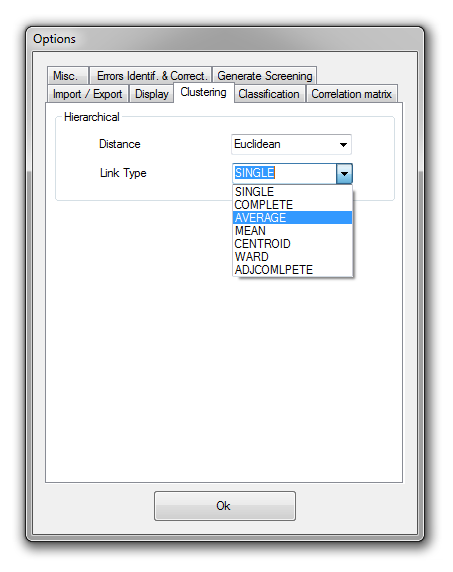 Options
Misc. Errors Identif. & Correct. Generate Screening
Import / Export Display Clustering Classification Correlation matrix
Hierarchical
Distance Euclidean
Link Type SINGLE
SINGLE
COMPLETE
AVERAGE
MEAN
CENTROID
WARD
ADJCOMLPETE
Ok